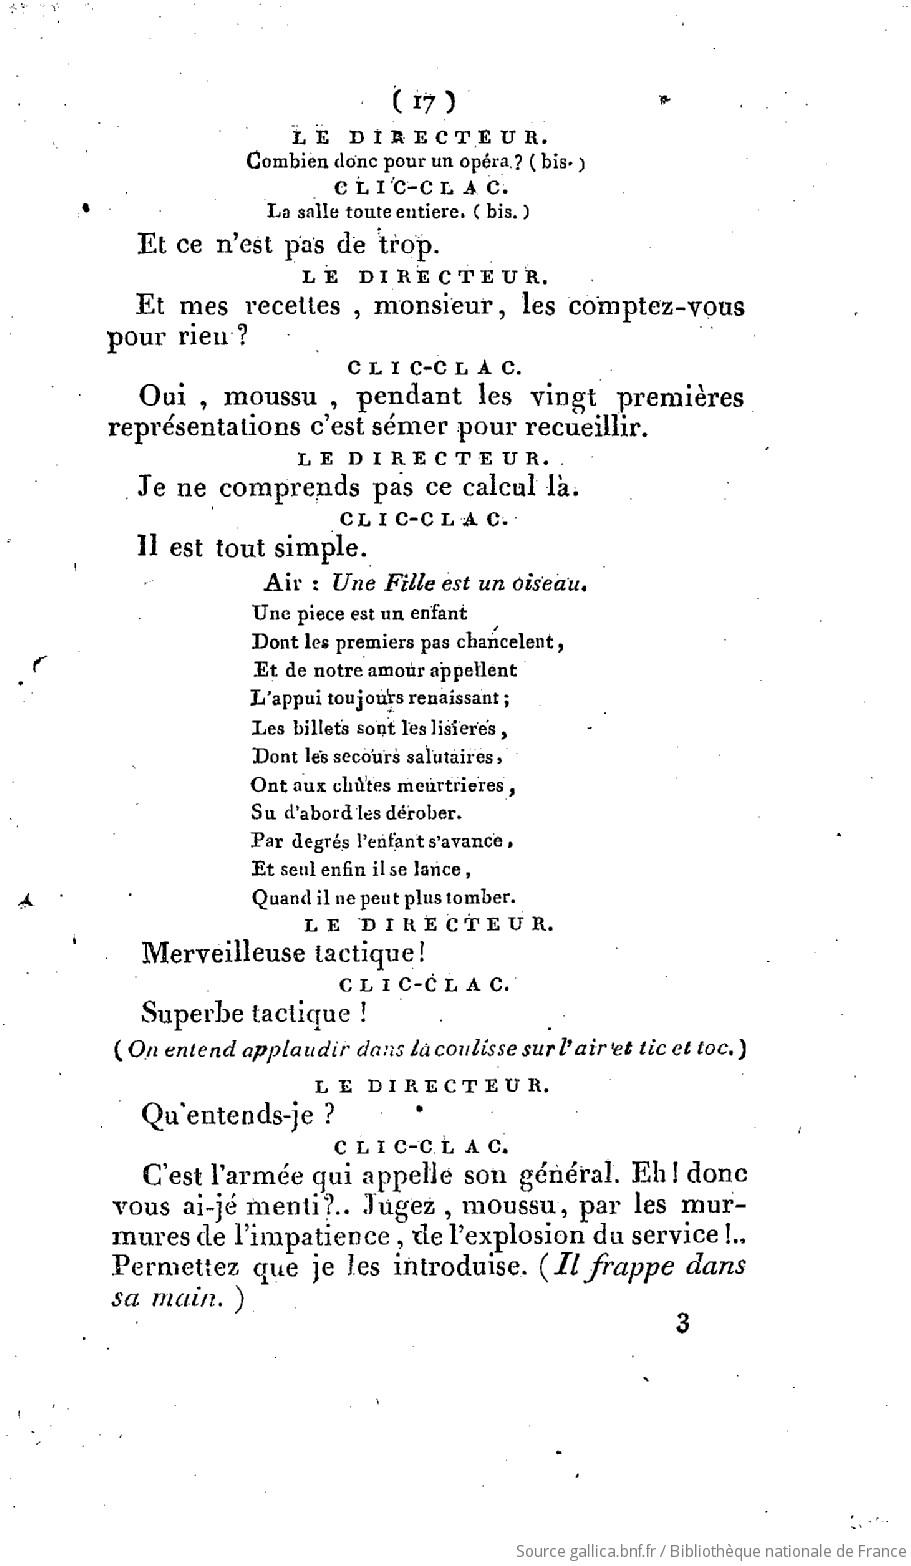 ( 17 )
LE DIRECTEUR.
Combien donc pour un opéra ? ( bis. )
CLIC-CLAC.
La salle toute entiere. ( bis. )
Et ce n'est pas de trop.
LE DIRECTEUR.
Et mes recettes , monsieur, les comptez-vous
pour rien ?
CLIC-CLAC.
Oui , moussu , pendant les vingt premières
représentations c'est sémer pour recueillir.
LE DIRECTEUR.
Je ne comprends pas ce calcul là.
CLIC-CLAC.
Il est tout simple.
Air : Une Fille est un oiseau.
Une piece est un enfant
Dont les premiers pas chancelent,
Et de notre amour appellent
L'appui toujours renaissant ;
Les billets sont les lisieres ,
Dont les secours salutaires ,
Ont aux chûtes meurtrieres ,
Su d'abord les dérober.
Par degrés l'enfant s'avance ,
Et seul enfin il se lance ,
Quand il ne peut plus tomber.
LE DIRECTEUR.
Merveilleuse tactique !
CLIC-CLAC.
Superbe tactique !
( On entend applaudir dans la coulisse sur l'air et tic et toc. )
LE DIRECTEUR.
Qu'entends-je ?
CLIC-CLAC.
C'est l'armée qui appelle son général. Eh ! donc
vous ai-jé menti ?.. Jugez , moussu, par les mur-
mures de l'impatience , de l'explosion du service !..
Permettez que je les introduise. ( Il frappe dans
sa main. )
3
Source gallica.bnf.fr / Bibliothèque nationale de France